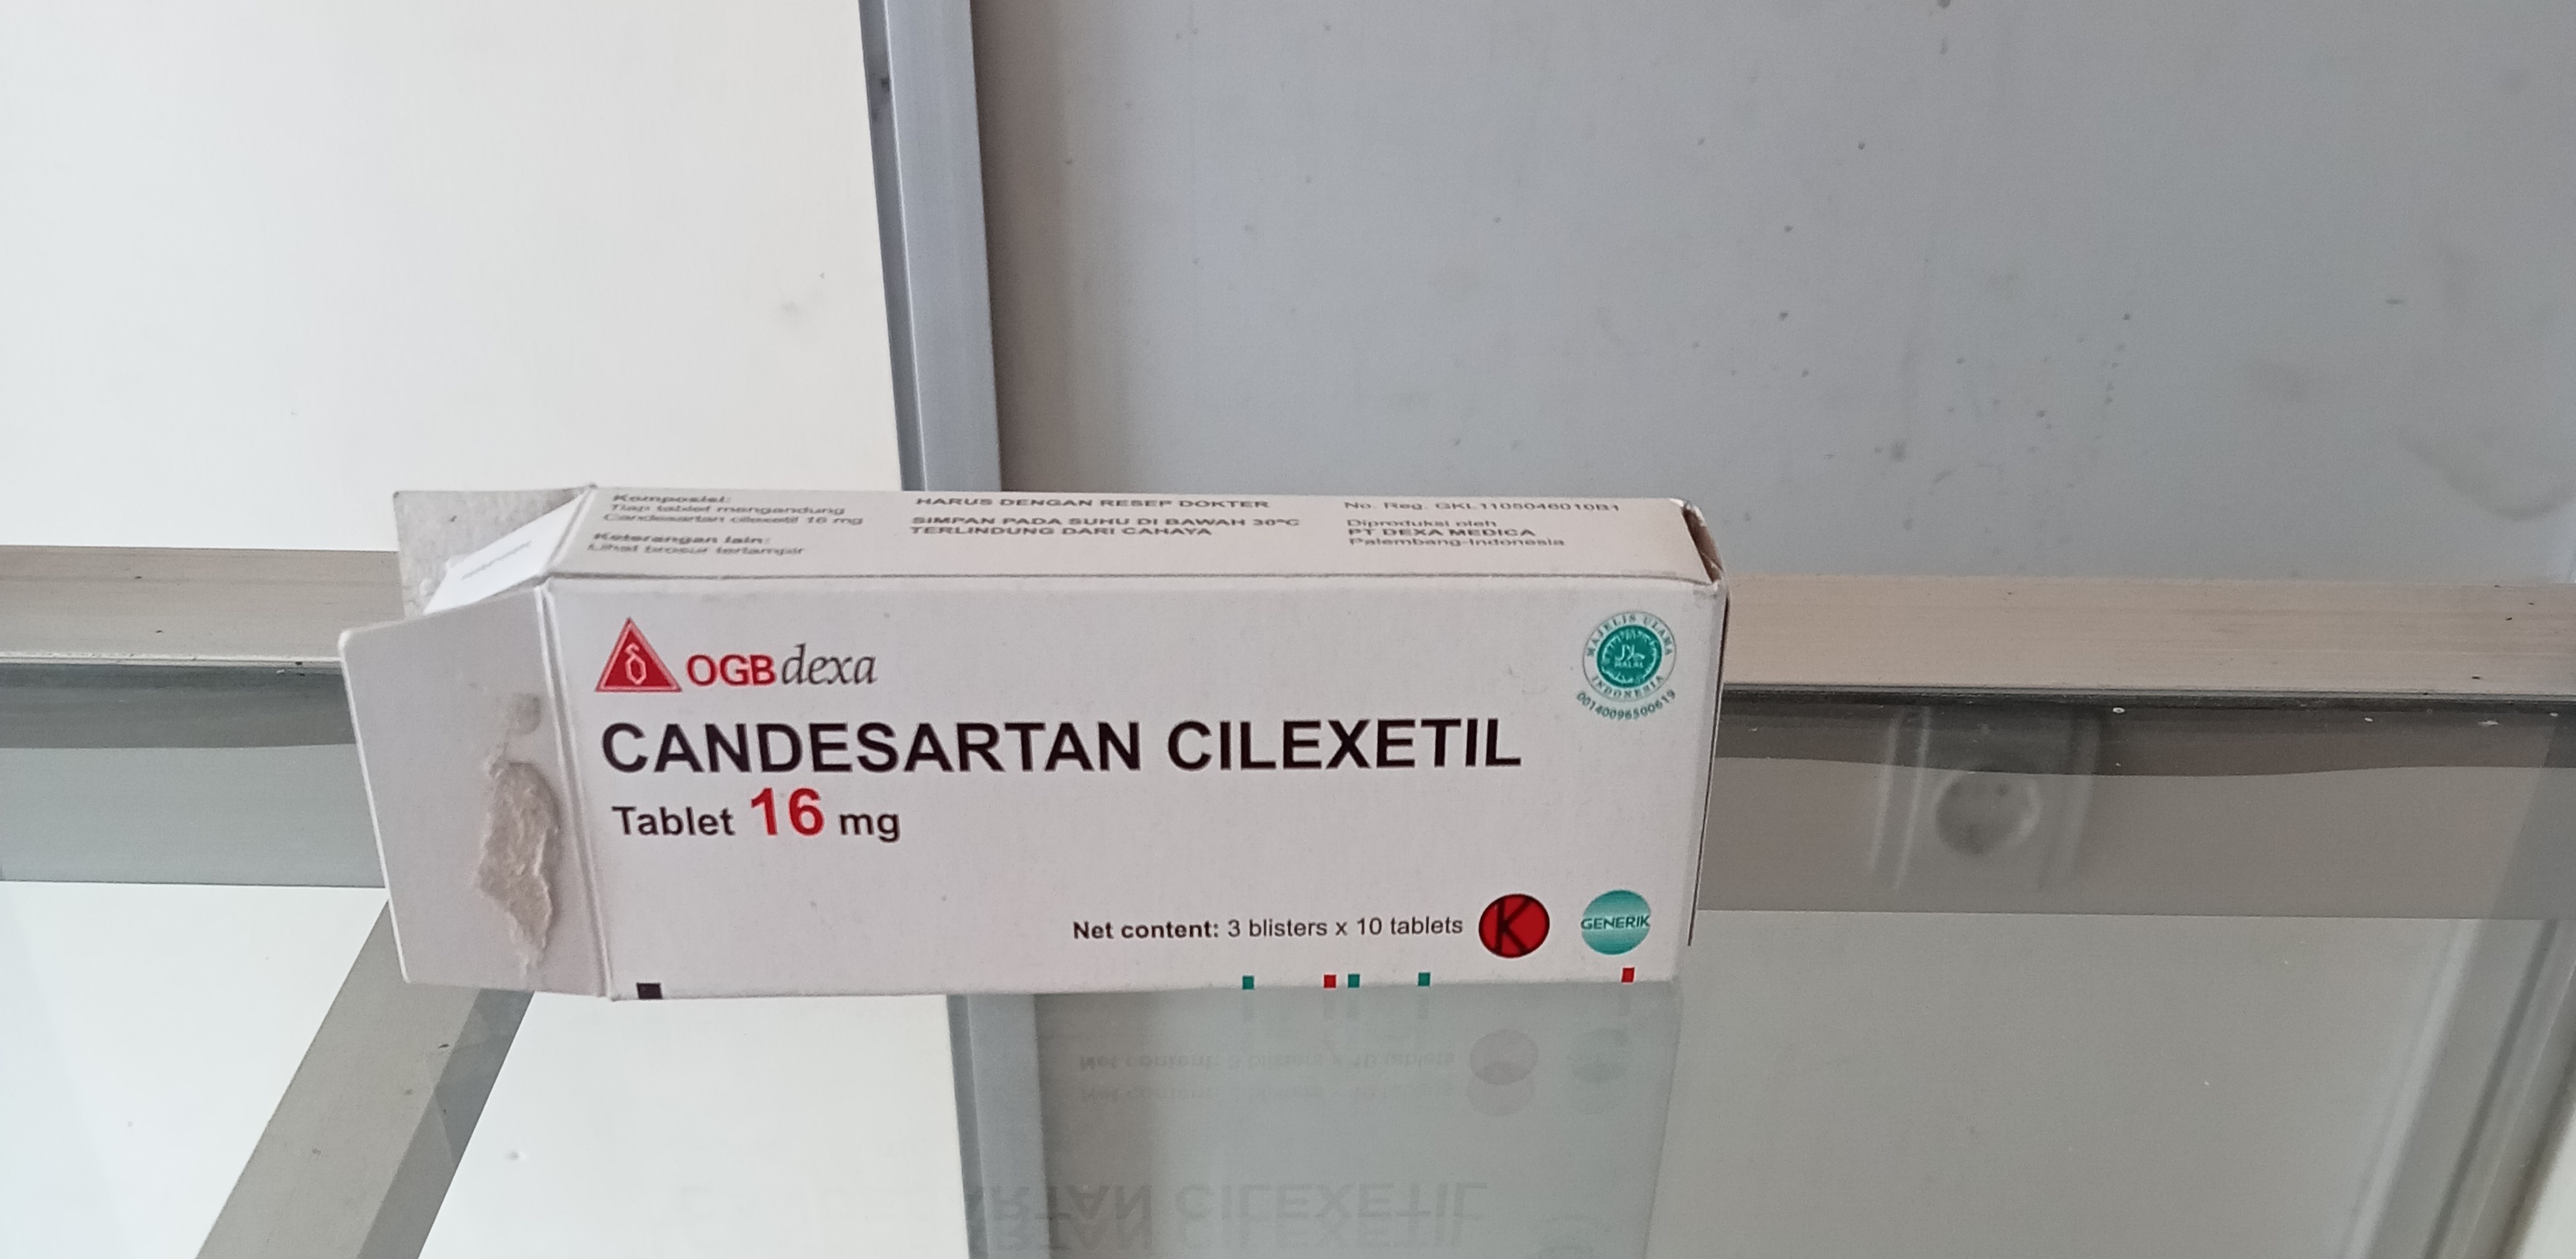 Komposisi:
Tiap tablet mengandung
Candesartan cilexetil 16 mg
Keterangan lain:
Lihat brosur terlampir
HARUS DENGAN RESEP DOKTER
SIMPAN PADA SUHU DI BAWAH 30°C
TERLINDUNG DARI CAHAYA
No. Reg. GKL1105046010B1
Diproduksi oleh
PT DEXA MEDICA
Palembang-Indonesia
OGBdexa
MAJELIS ULAMA
HALAL
INDONESIA
00140096500619
CANDESARTAN CILEXETIL
Tablet 16 mg
Net content: 3 blisters x 10 tablets
K
GENERIK